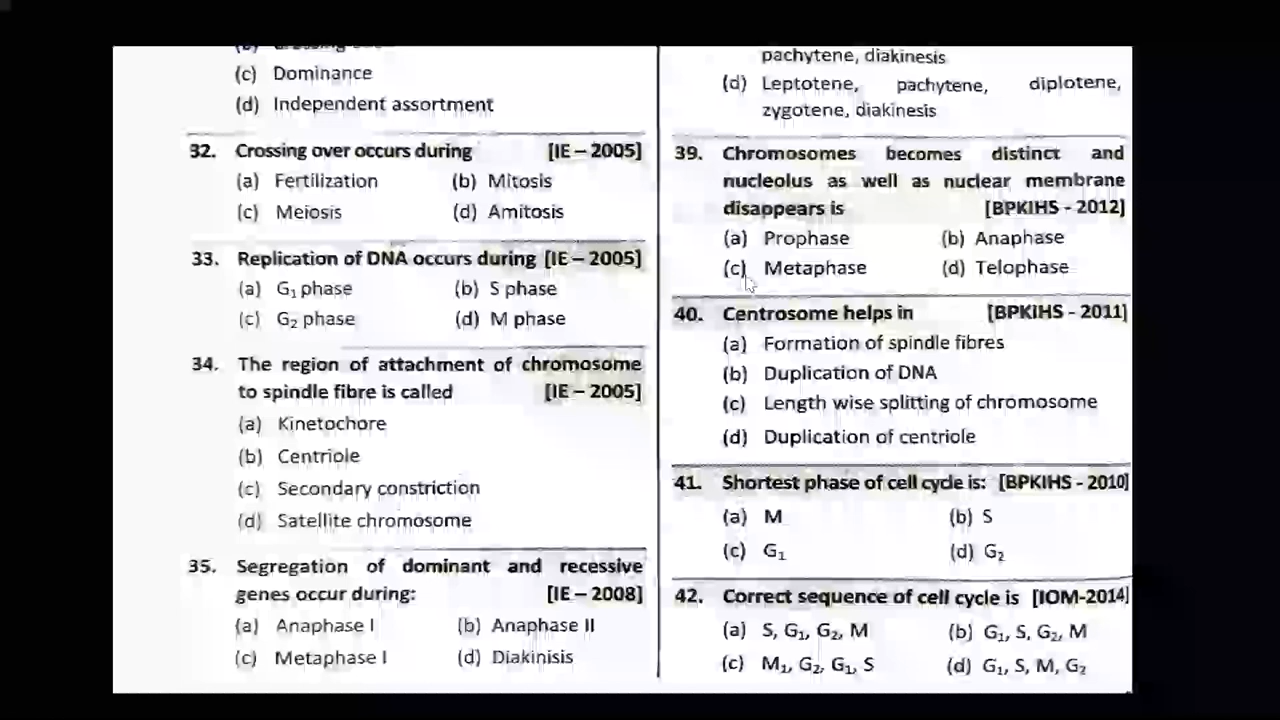 (c) Dominance
(d) Independent assortment
32. Crossing over occurs during [IE – 2005]
(a) Fertilization (b) Mitosis
(c) Meiosis (d) Amitosis
33. Replication of DNA occurs during [IE – 2005]
(a) G₁ phase (b) S phase
(c) G₂ phase (d) M phase
34. The region of attachment of chromosome
to spindle fibre is called [IE – 2005]
(a) Kinetochore
(b) Centriole
(c) Secondary constriction
(d) Satellite chromosome
35. Segregation of dominant and recessive
genes occur during: [IE – 2008]
(a) Anaphase I (b) Anaphase II
(c) Metaphase I (d) Diakinisis
pachytene, diakinesis
(d) Leptotene, pachytene, diplotene,
zygotene, diakinesis
39. Chromosomes becomes distinct and
nucleolus as well as nuclear membrane
disappears is [BPKIHS - 2012]
(a) Prophase (b) Anaphase
(c) Metaphase (d) Telophase
40. Centrosome helps in [BPKIHS - 2011]
(a) Formation of spindle fibres
(b) Duplication of DNA
(c) Length wise splitting of chromosome
(d) Duplication of centriole
41. Shortest phase of cell cycle is: [BPKIHS - 2010]
(a) M (b) S
(c) G₁ (d) G₂
42. Correct sequence of cell cycle is [IOM-2014]
(a) S, G₁, G₂, M (b) G₁, S, G₂, M
(c) M₁, G₂, G₁, S (d) G₁, S, M, G₂